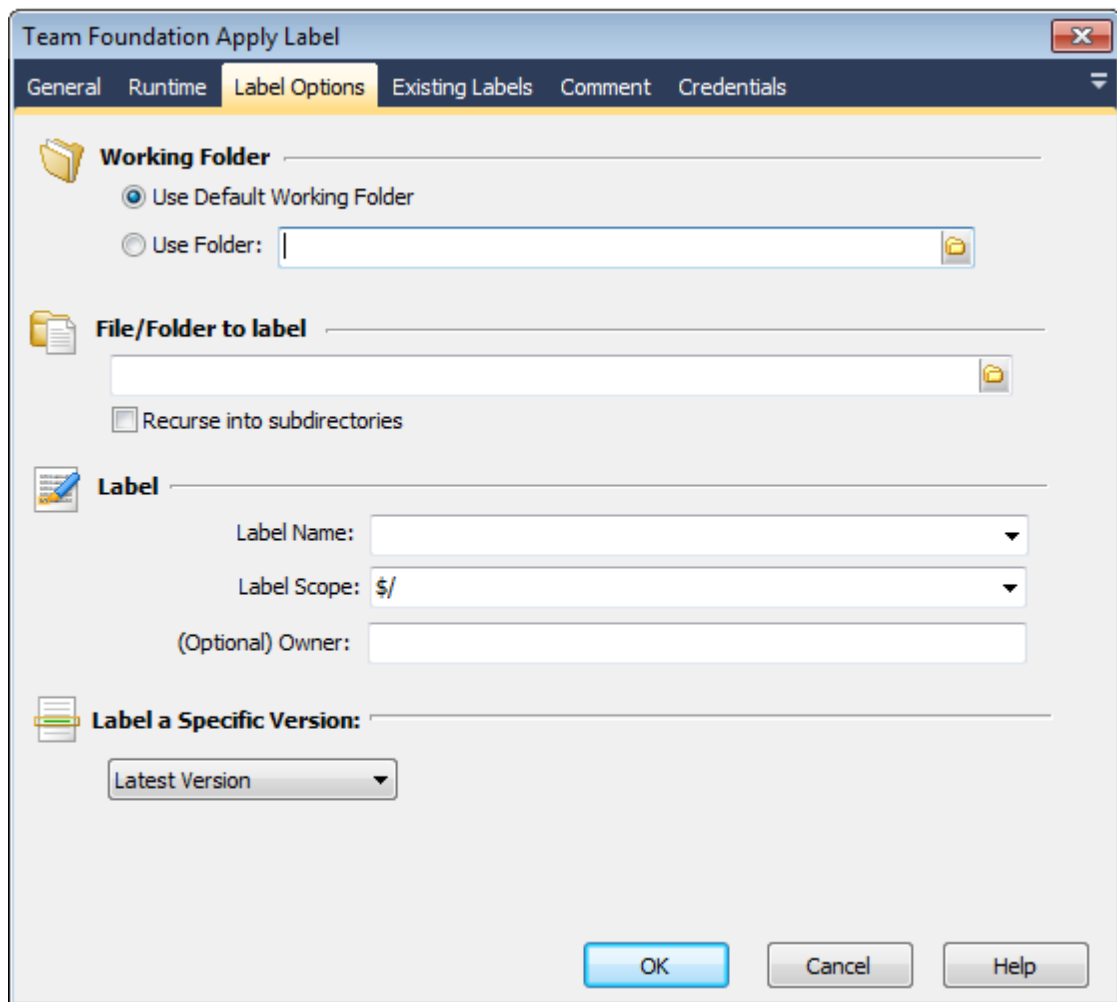 Team Foundation Apply Label
General Runtime Label Options Existing Labels Comment Credentials
Working Folder
Use Default Working Folder
Use Folder:
File/Folder to label
Recurse into subdirectories
Label
Label Name:
Label Scope: $/
(Optional) Owner:
Label a Specific Version:
Latest Version
OK Cancel Help